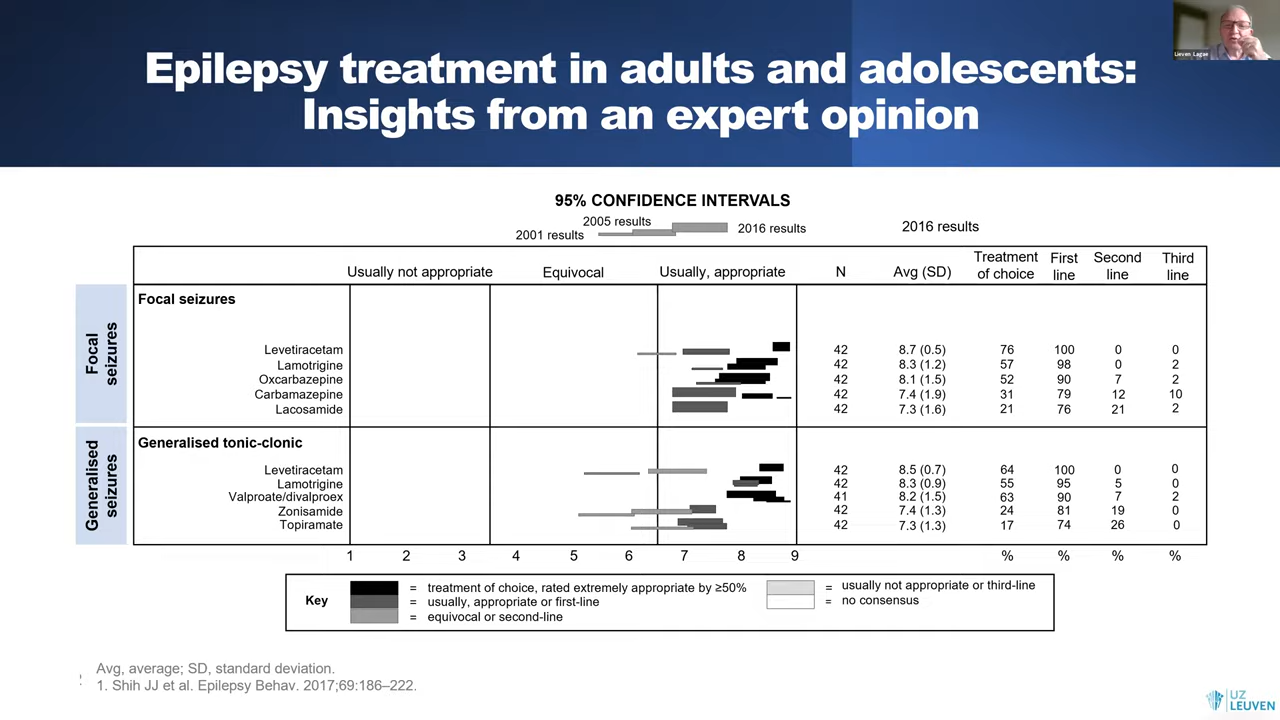 Lieven Lagae
Epilepsy treatment in adults and adolescents:
Insights from an expert opinion
95% CONFIDENCE INTERVALS
2005 results
2001 results
2016 results
2016 results
Usually not appropriate Equivocal Usually, appropriate N Avg (SD) Treatment of choice First line Second line Third line
Focal seizures
Focal seizures
Levetiracetam 42 8.7 (0.5) 76 100 0 0
Lamotrigine 42 8.3 (1.2) 57 98 0 2
Oxcarbazepine 42 8.1 (1.5) 52 90 7 2
Carbamazepine 42 7.4 (1.9) 31 79 12 10
Lacosamide 42 7.3 (1.6) 21 76 21 2
Generalised seizures
Generalised tonic-clonic
Levetiracetam 42 8.5 (0.7) 64 100 0 0
Lamotrigine 42 8.3 (0.9) 55 95 5 0
Valproate/divalproex 41 8.2 (1.5) 63 90 7 2
Zonisamide 42 7.4 (1.3) 24 81 19 0
Topiramate 42 7.3 (1.3) 17 74 26 0
1 2 3 4 5 6 7 8 9 % % % %
Key
= treatment of choice, rated extremely appropriate by ≥50%
= usually, appropriate or first-line
= equivocal or second-line
= usually not appropriate or third-line
= no consensus
Avg, average; SD, standard deviation.
1. Shih JJ et al. Epilepsy Behav. 2017;69:186–222.
UZ
LEUVEN